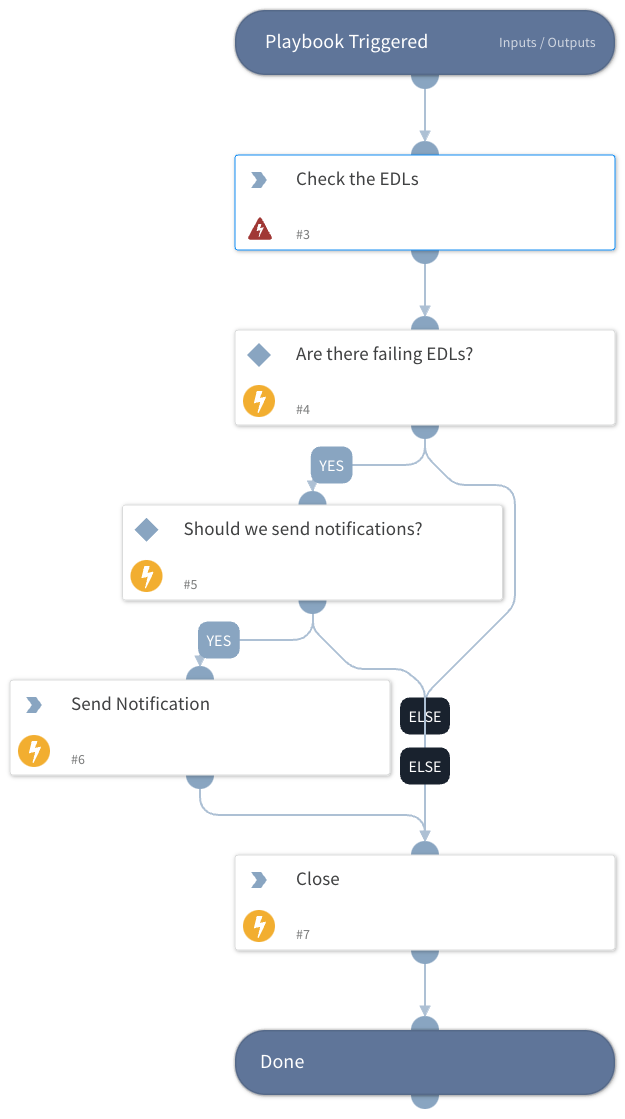 Playbook Triggered
Inputs / Outputs
Check the EDLs
#3
Are there failing EDLs?
#4
YES
Should we send notifications?
#5
YES
Send Notification
#6
ELSE
ELSE
Close
#7
Done